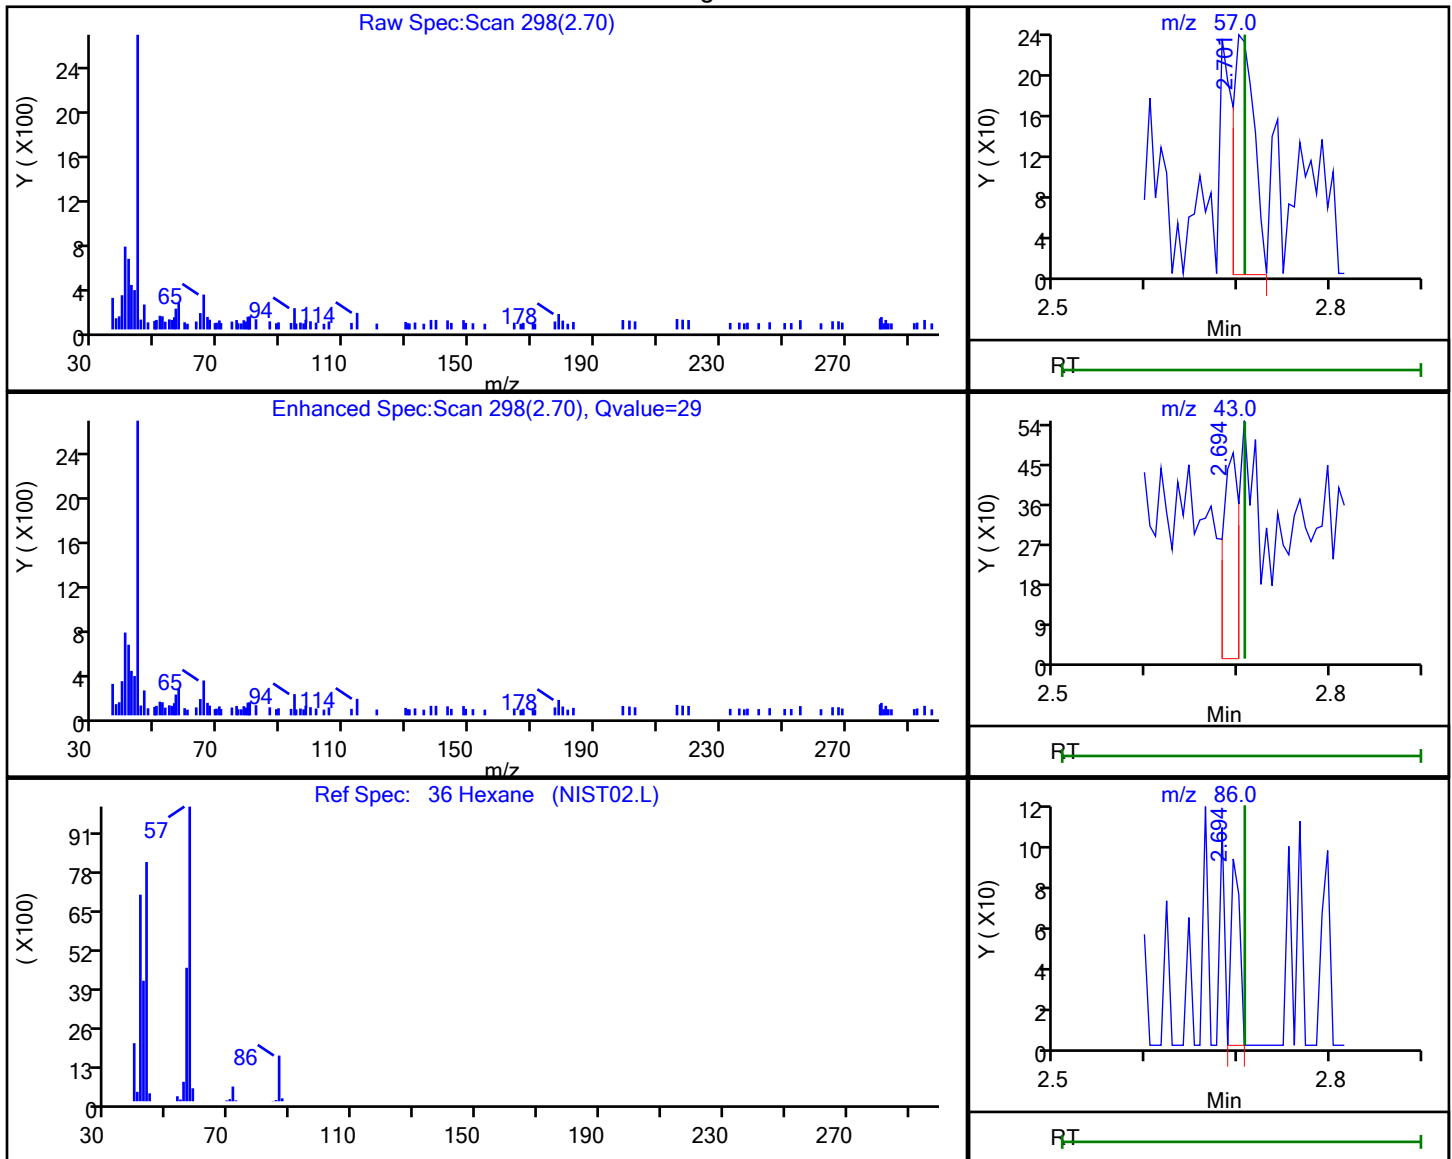 Raw Spec:Scan 298(2.70)
Y ( X100)
24
20
16
12
8
4
0
65
94
114
178
30 70 110 150 190 230 270
m/z
m/z 57.0
Y ( X10)
24
20
16
12
8
4
0
2.701
2.5 2.8
Min
RT
Enhanced Spec:Scan 298(2.70), Qvalue=29
Y ( X100)
24
20
16
12
8
4
0
65
94
114
178
30 70 110 150 190 230 270
m/z
m/z 43.0
Y ( X10)
54
45
36
27
18
9
0
2.694
2.5 2.8
Min
RT
Ref Spec: 36 Hexane (NIST02.L)
( X100)
91
78
65
52
39
26
13
0
57
86
30 70 110 150 190 230 270
m/z 86.0
Y ( X10)
12
10
8
6
4
2
0
2.694
2.5 2.8
Min
RT